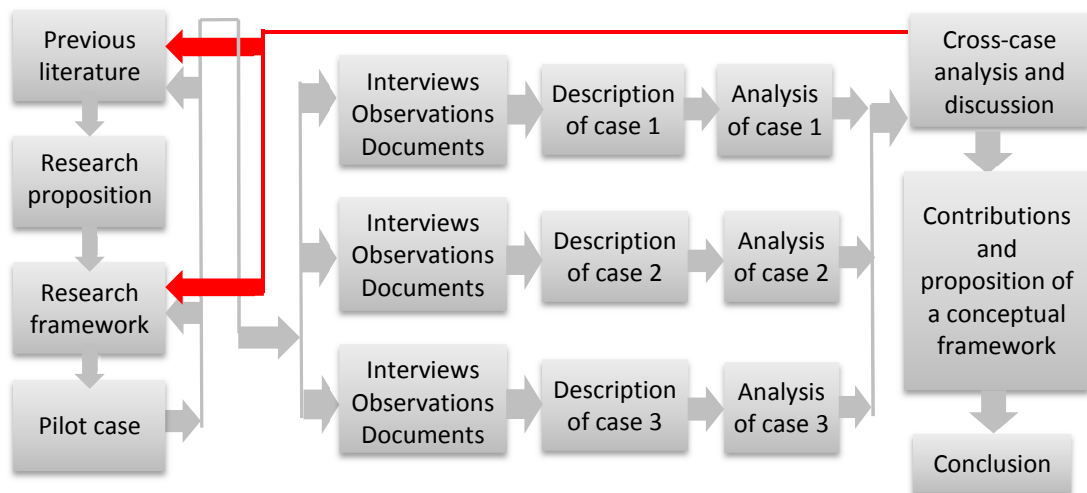 Previous
literature
Research
proposition
Research
framework
Pilot case
Interviews
Observations
Documents
Description
of case 1
Analysis
of case 1
Interviews
Observations
Documents
Description
of case 2
Analysis
of case 2
Interviews
Observations
Documents
Description
of case 3
Analysis
of case 3
Cross-case
analysis and
discussion
Contributions
and
proposition of
a conceptual
framework
Conclusion